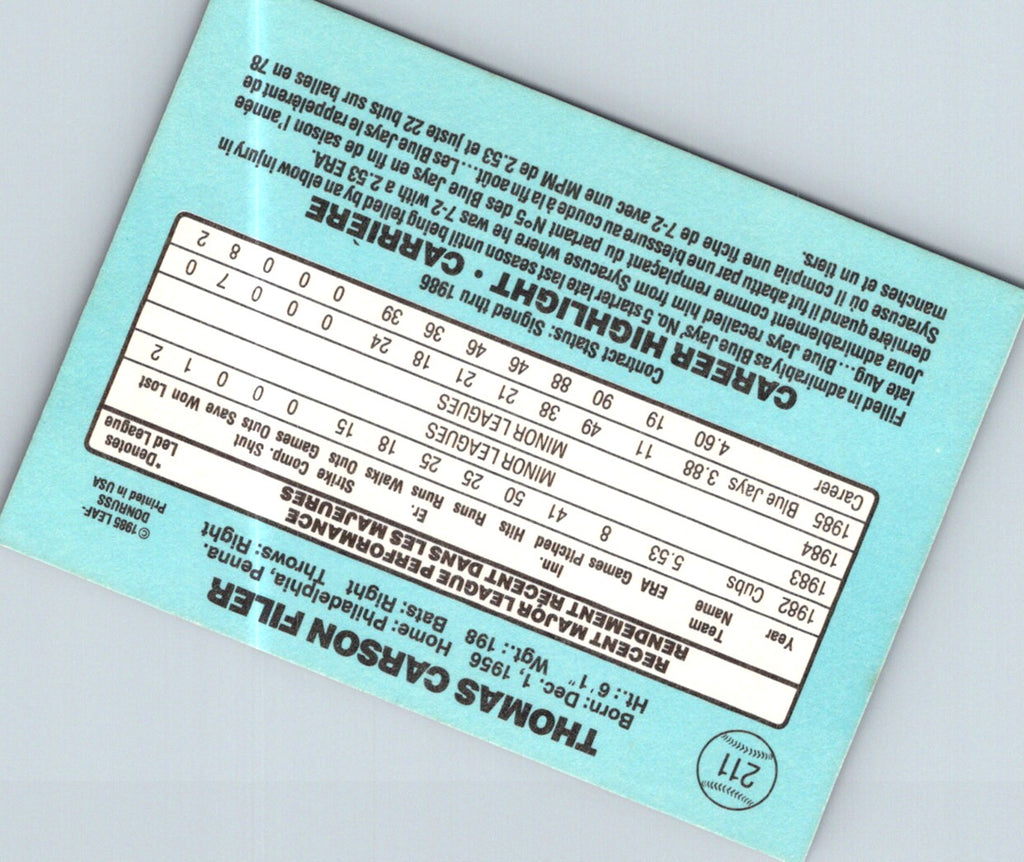 211
THOMAS CARSON FILER
Born: Dec. 1, 1956 Home: Philadelphia, Penna.
Ht.: 6'1" Wgt.: 198 Bats: Right Throws: Right
©1985 LEAF-
DONRUSS
Printed in USA
RECENT MAJOR LEAGUE PERFORMANCE
RENDEMENT RÉCENT DANS LES MAJEURES
*Denotes
Led League
Team Inn. Er. Strike Comp. Shut
Year Name ERA Games Pitched Hits Runs Runs Walks Outs Games Outs Save Won Lost
1982 Cubs 5.53 8 41 50 25 25 18 15 0 0 0 1 2
1983 MINOR LEAGUES
1984 MINOR LEAGUES
1985 Blue Jays 3.88 11 49 38 21 21 18 24 0 0 0 7 0
Career 4.60 19 90 88 46 46 36 39 0 0 0 8 2
Contract Status: Signed thru 1986
CAREER HIGHLIGHT • CARRIÈRE
Filled in admirably as Blue Jays No. 5 starter late last season until being felled by an elbow injury in
late Aug.... Blue Jays recalled him from Syracuse where he was 7-2 with a 2.53 ERA.
Joua admirablement comme remplaçant du partant N°5 des Blue Jays en fin de saison l'année
dernière quand il fut abattu par une blessure au coude à la fin août.... Les Blue Jays le rappelèrent de
Syracuse où il compila une fiche de 7-2 avec une MPM de 2.53 et juste 22 buts sur balles en 78
manches et un tiers.